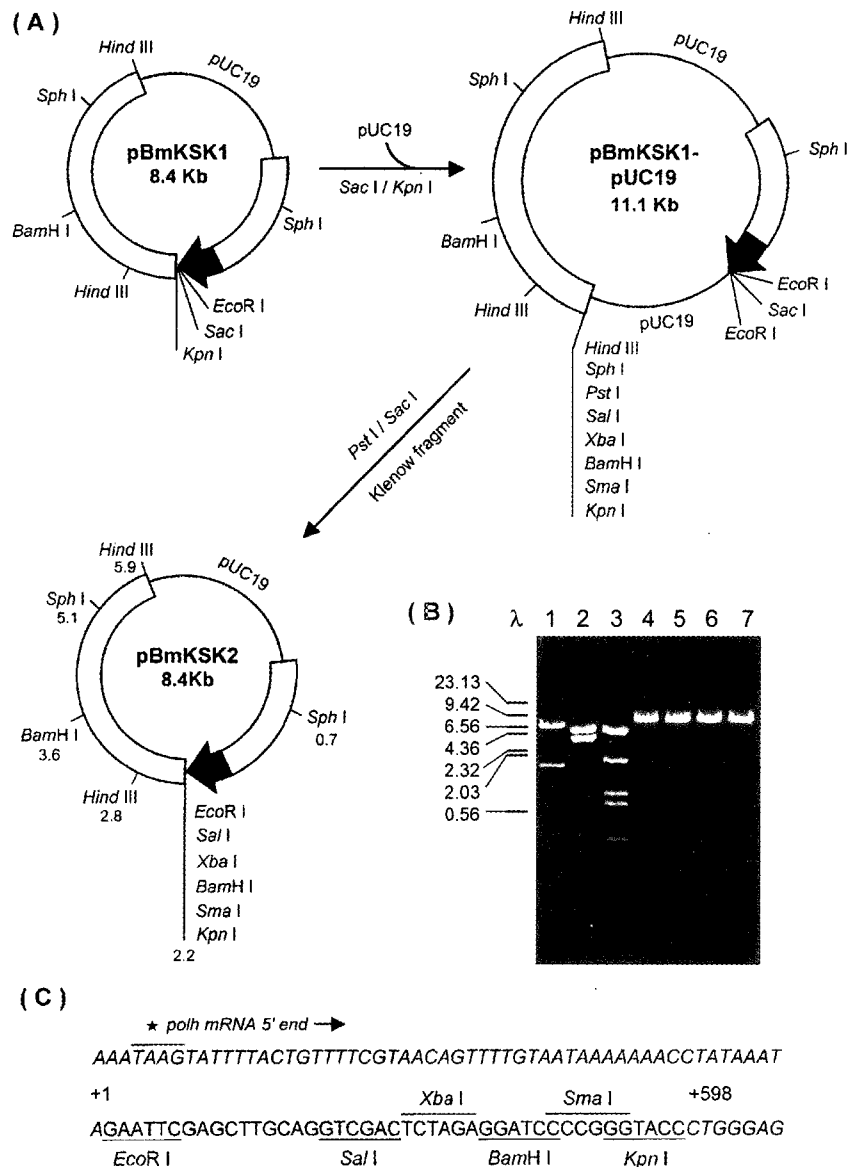 (A)
Hind III
pUC19
Sph I
pBmKSK1
8.4 Kb
Sph I
BamH I
Hind III
EcoR I
Sac I
Kpn I
pUC19
Sac I / Kpn I
Hind III
pUC19
Sph I
pBmKSK1-
pUC19
11.1 Kb
Sph I
BamH I
Hind III
pUC19
EcoR I
Sac I
EcoR I
Hind III
Sph I
Pst I
Sal I
Xba I
BamH I
Sma I
Kpn I
Pst I / Sac I
Klenow fragment
Hind III
5.9
pUC19
Sph I
5.1
pBmKSK2
8.4Kb
Sph I
0.7
BamH I
3.6
Hind III
2.8
EcoR I
Sal I
Xba I
BamH I
Sma I
Kpn I
2.2
(B)
λ 1 2 3 4 5 6 7
23.13
9.42
6.56
4.36
2.32
2.03
0.56
(C)
★ polh mRNA 5' end →
AAATAAGTATTTTACTGTTTTCGTAACAGTTTTGTAATAAAAAAACCTATAAAT
+1 Xba I Sma I +598
AGAATTCGAGCTTGCAGGTCGACTCTAGAGGATCCCCGGGTACCCTGGGAG
EcoR I Sal I BamH I Kpn I